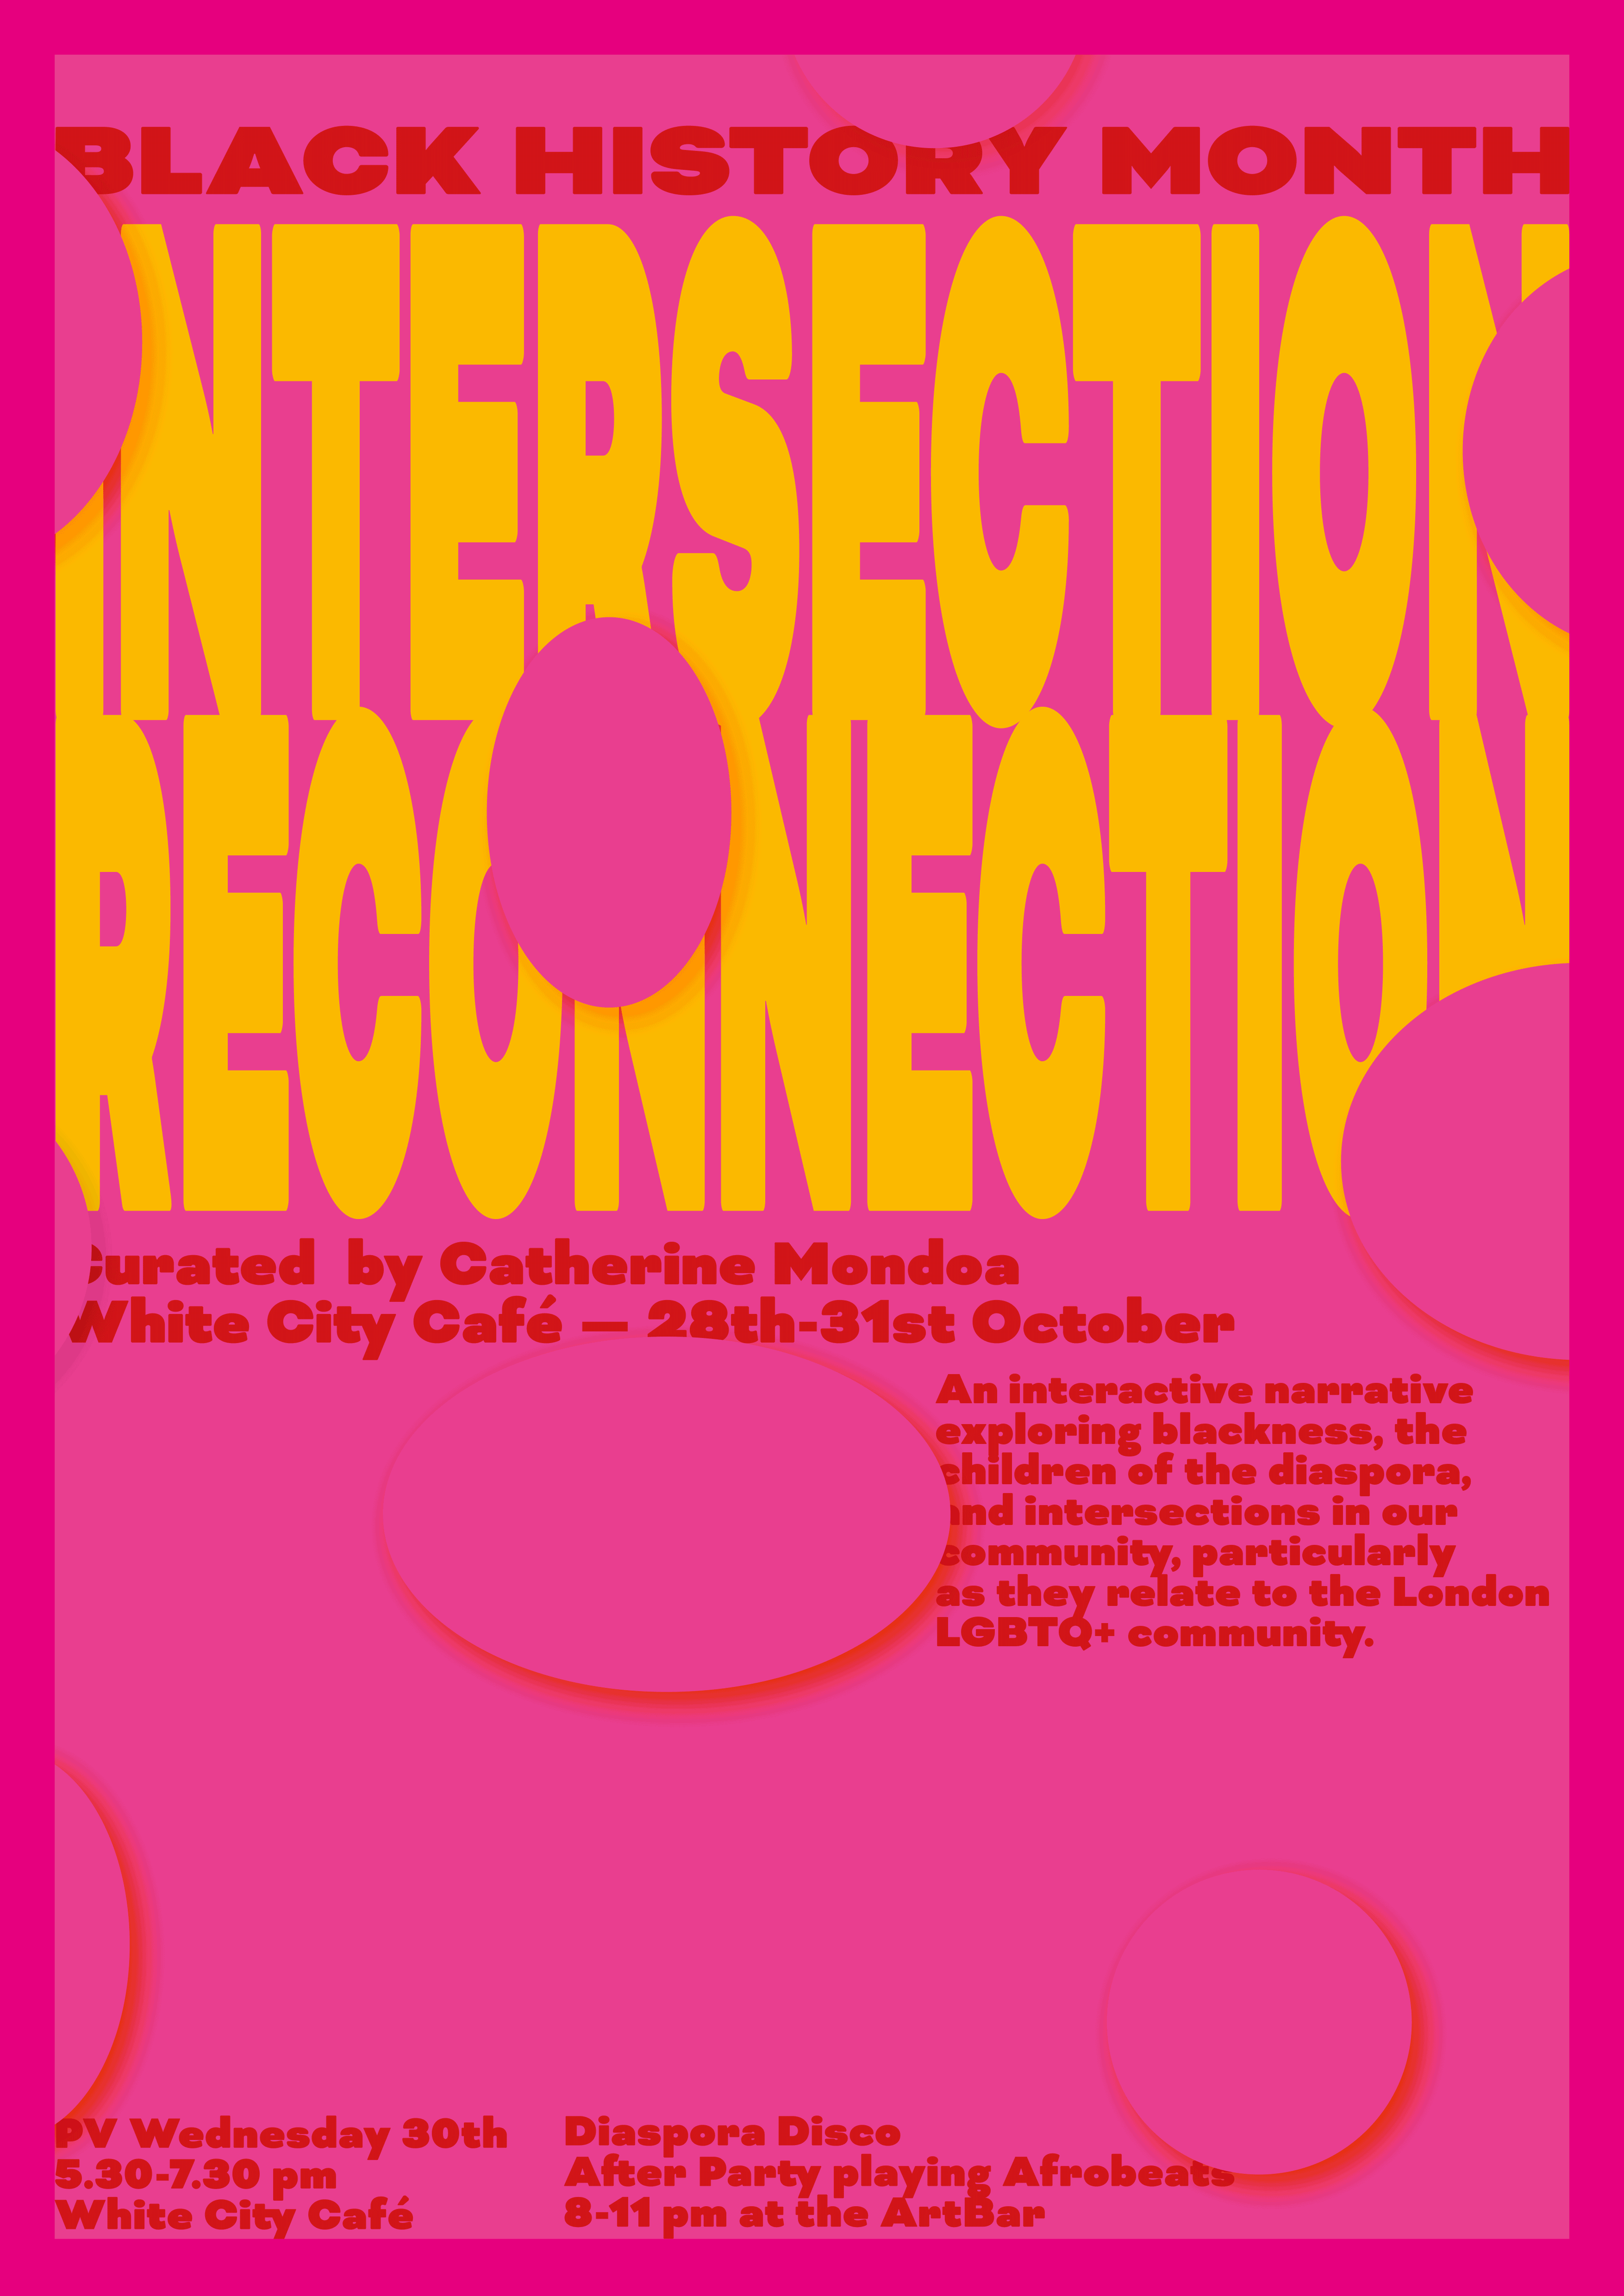 BLACK HISTORY MONTH
INTERSECTION
RECONNECTION
Curated by Catherine Mondoa
White City Café — 28th-31st October
An interactive narrative
exploring blackness, the
children of the diaspora,
and intersections in our
community, particularly
as they relate to the London
LGBTQ+ community.
PV Wednesday 30th
5.30-7.30 pm
White City Café
Diaspora Disco
After Party playing Afrobeats
8-11 pm at the ArtBar